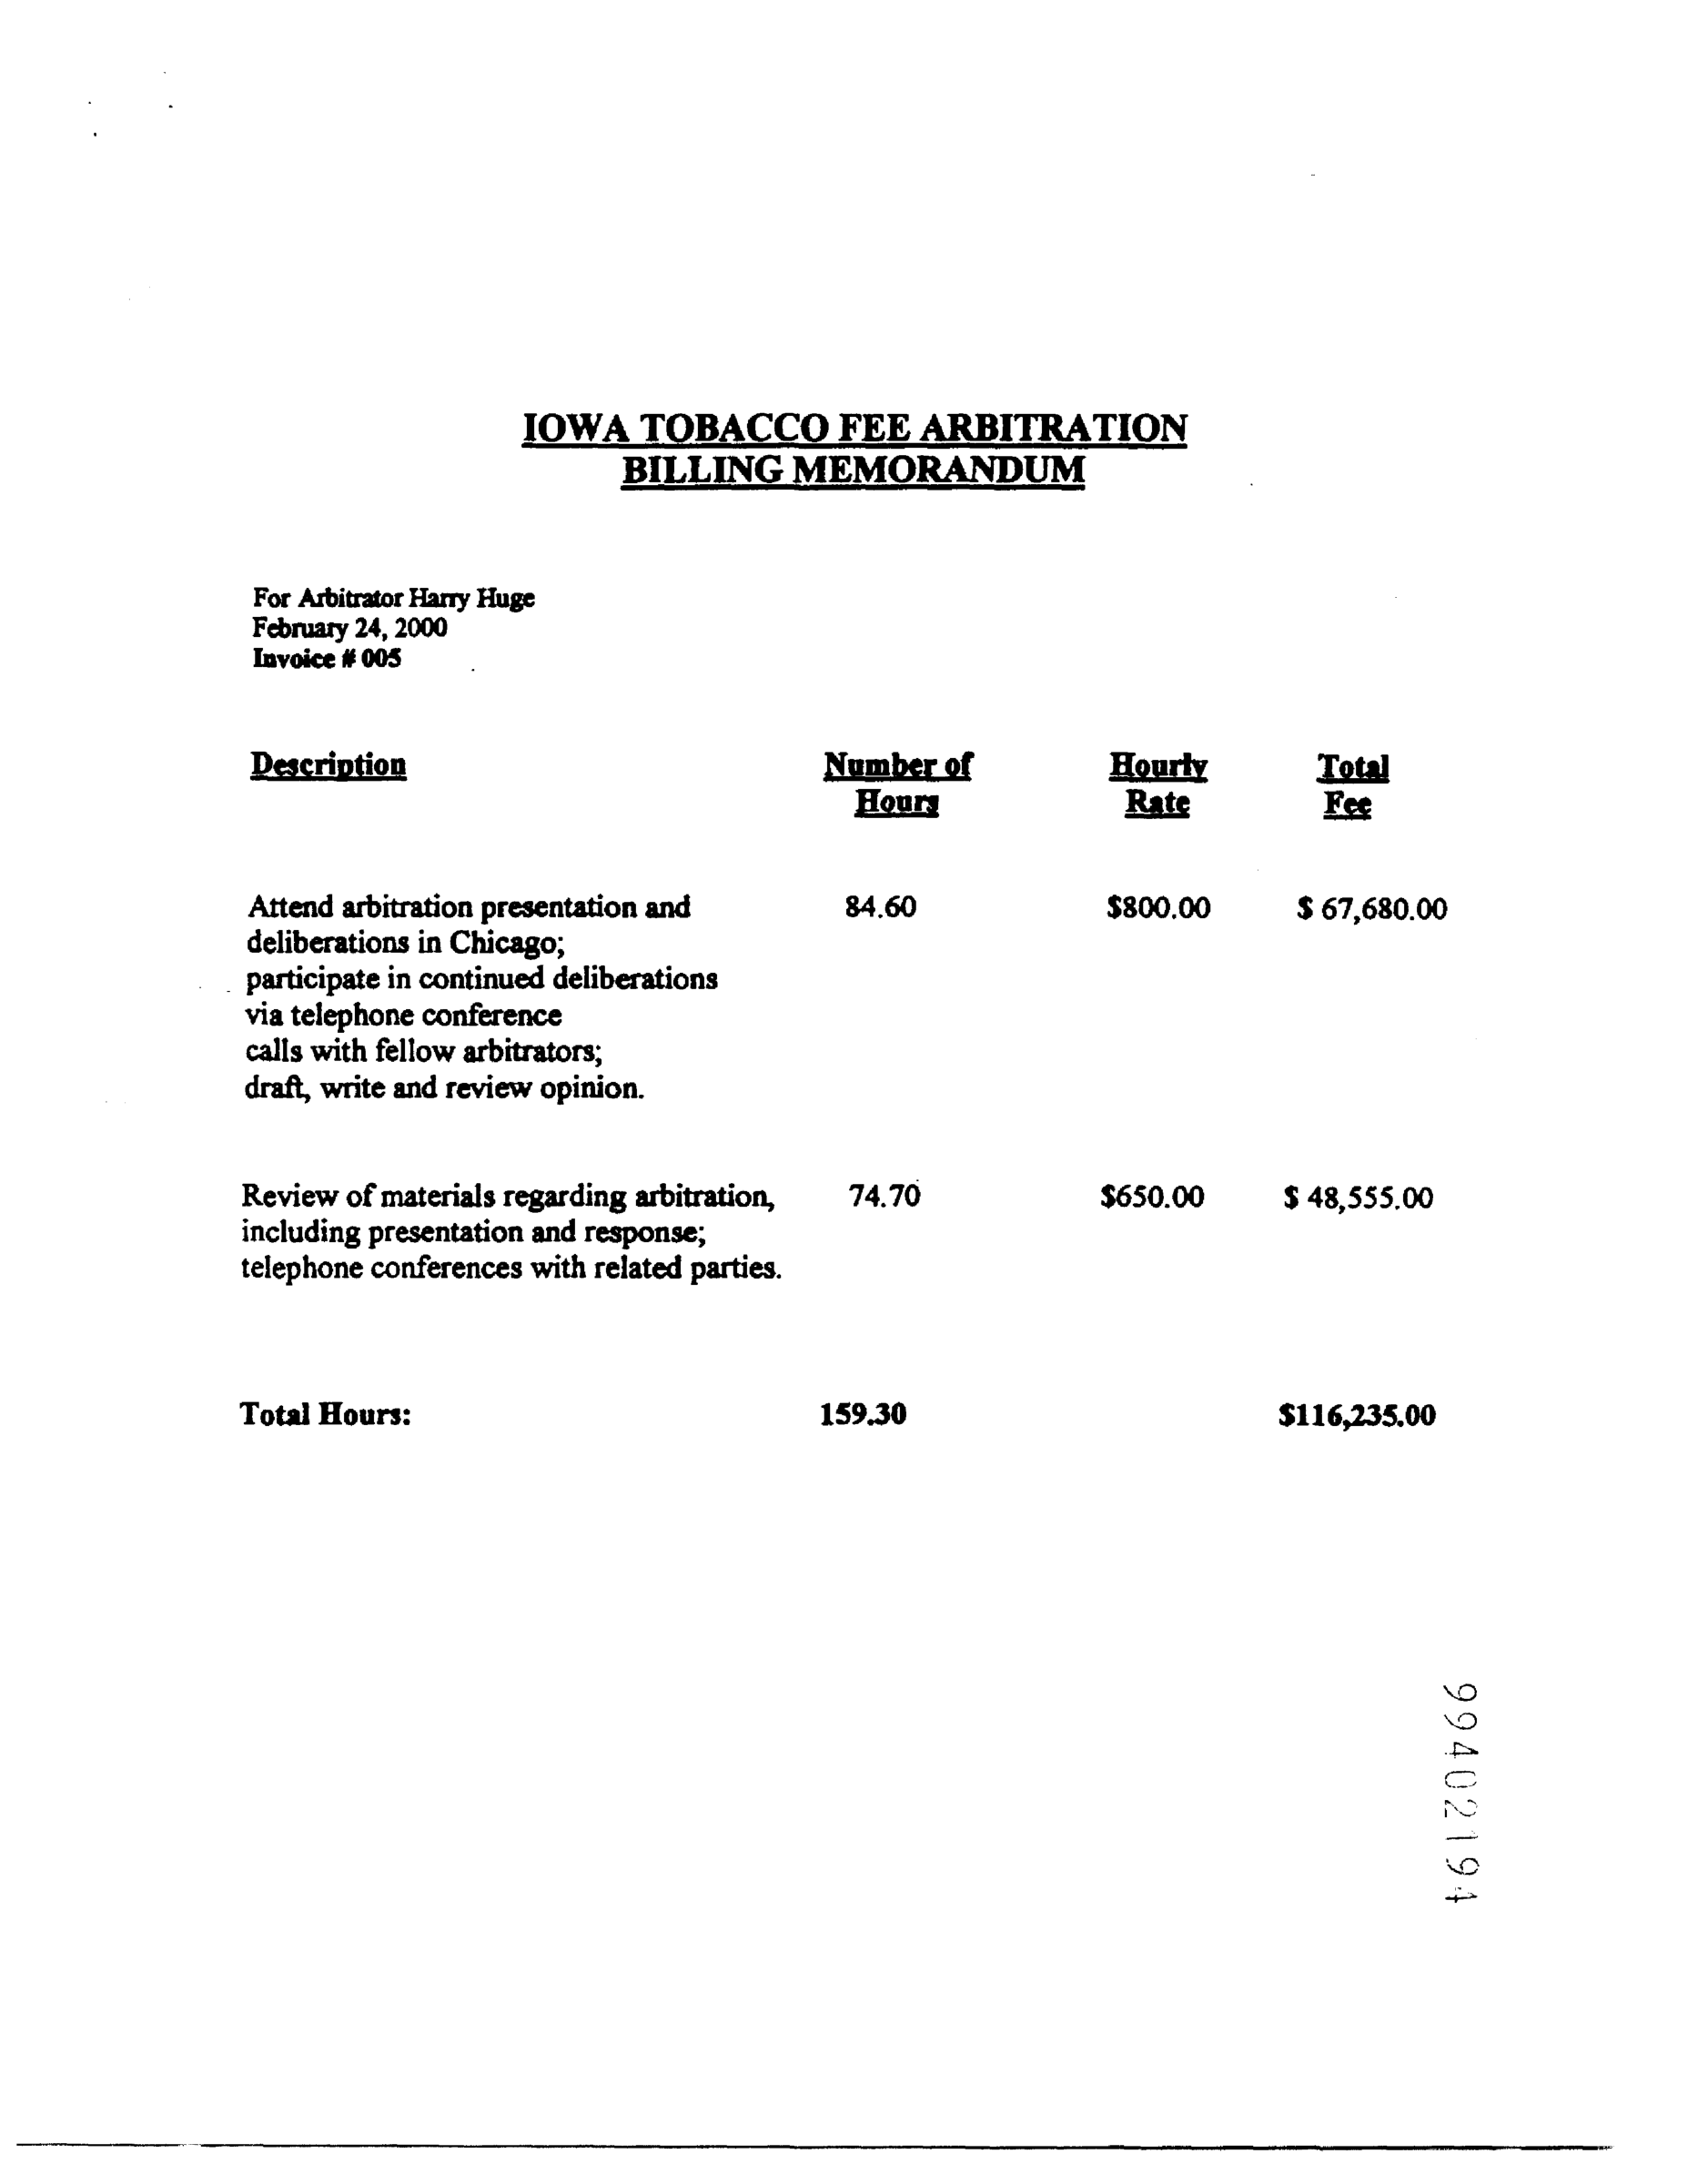 IOWA TOBACCO FEE ARBITRATION
BILLING MEMORANDUM
For Arbitrator Harry Huge
February 24, 2000
Invoice # 005
Description Number of Hourly Total
Hours Rate Fee
Attend arbitration presentation and 84.60 $800.00 $ 67,680.00
deliberations in Chicago;
participate in continued deliberations
via telephone conference
calls with fellow arbitrators;
draft, write and review opinion.
Review of materials regarding arbitration, 74.70 $650.00 $ 48,555.00
including presentation and response;
telephone conferences with related parties.
Total Hours: 159.30 $116,235.00
99402194